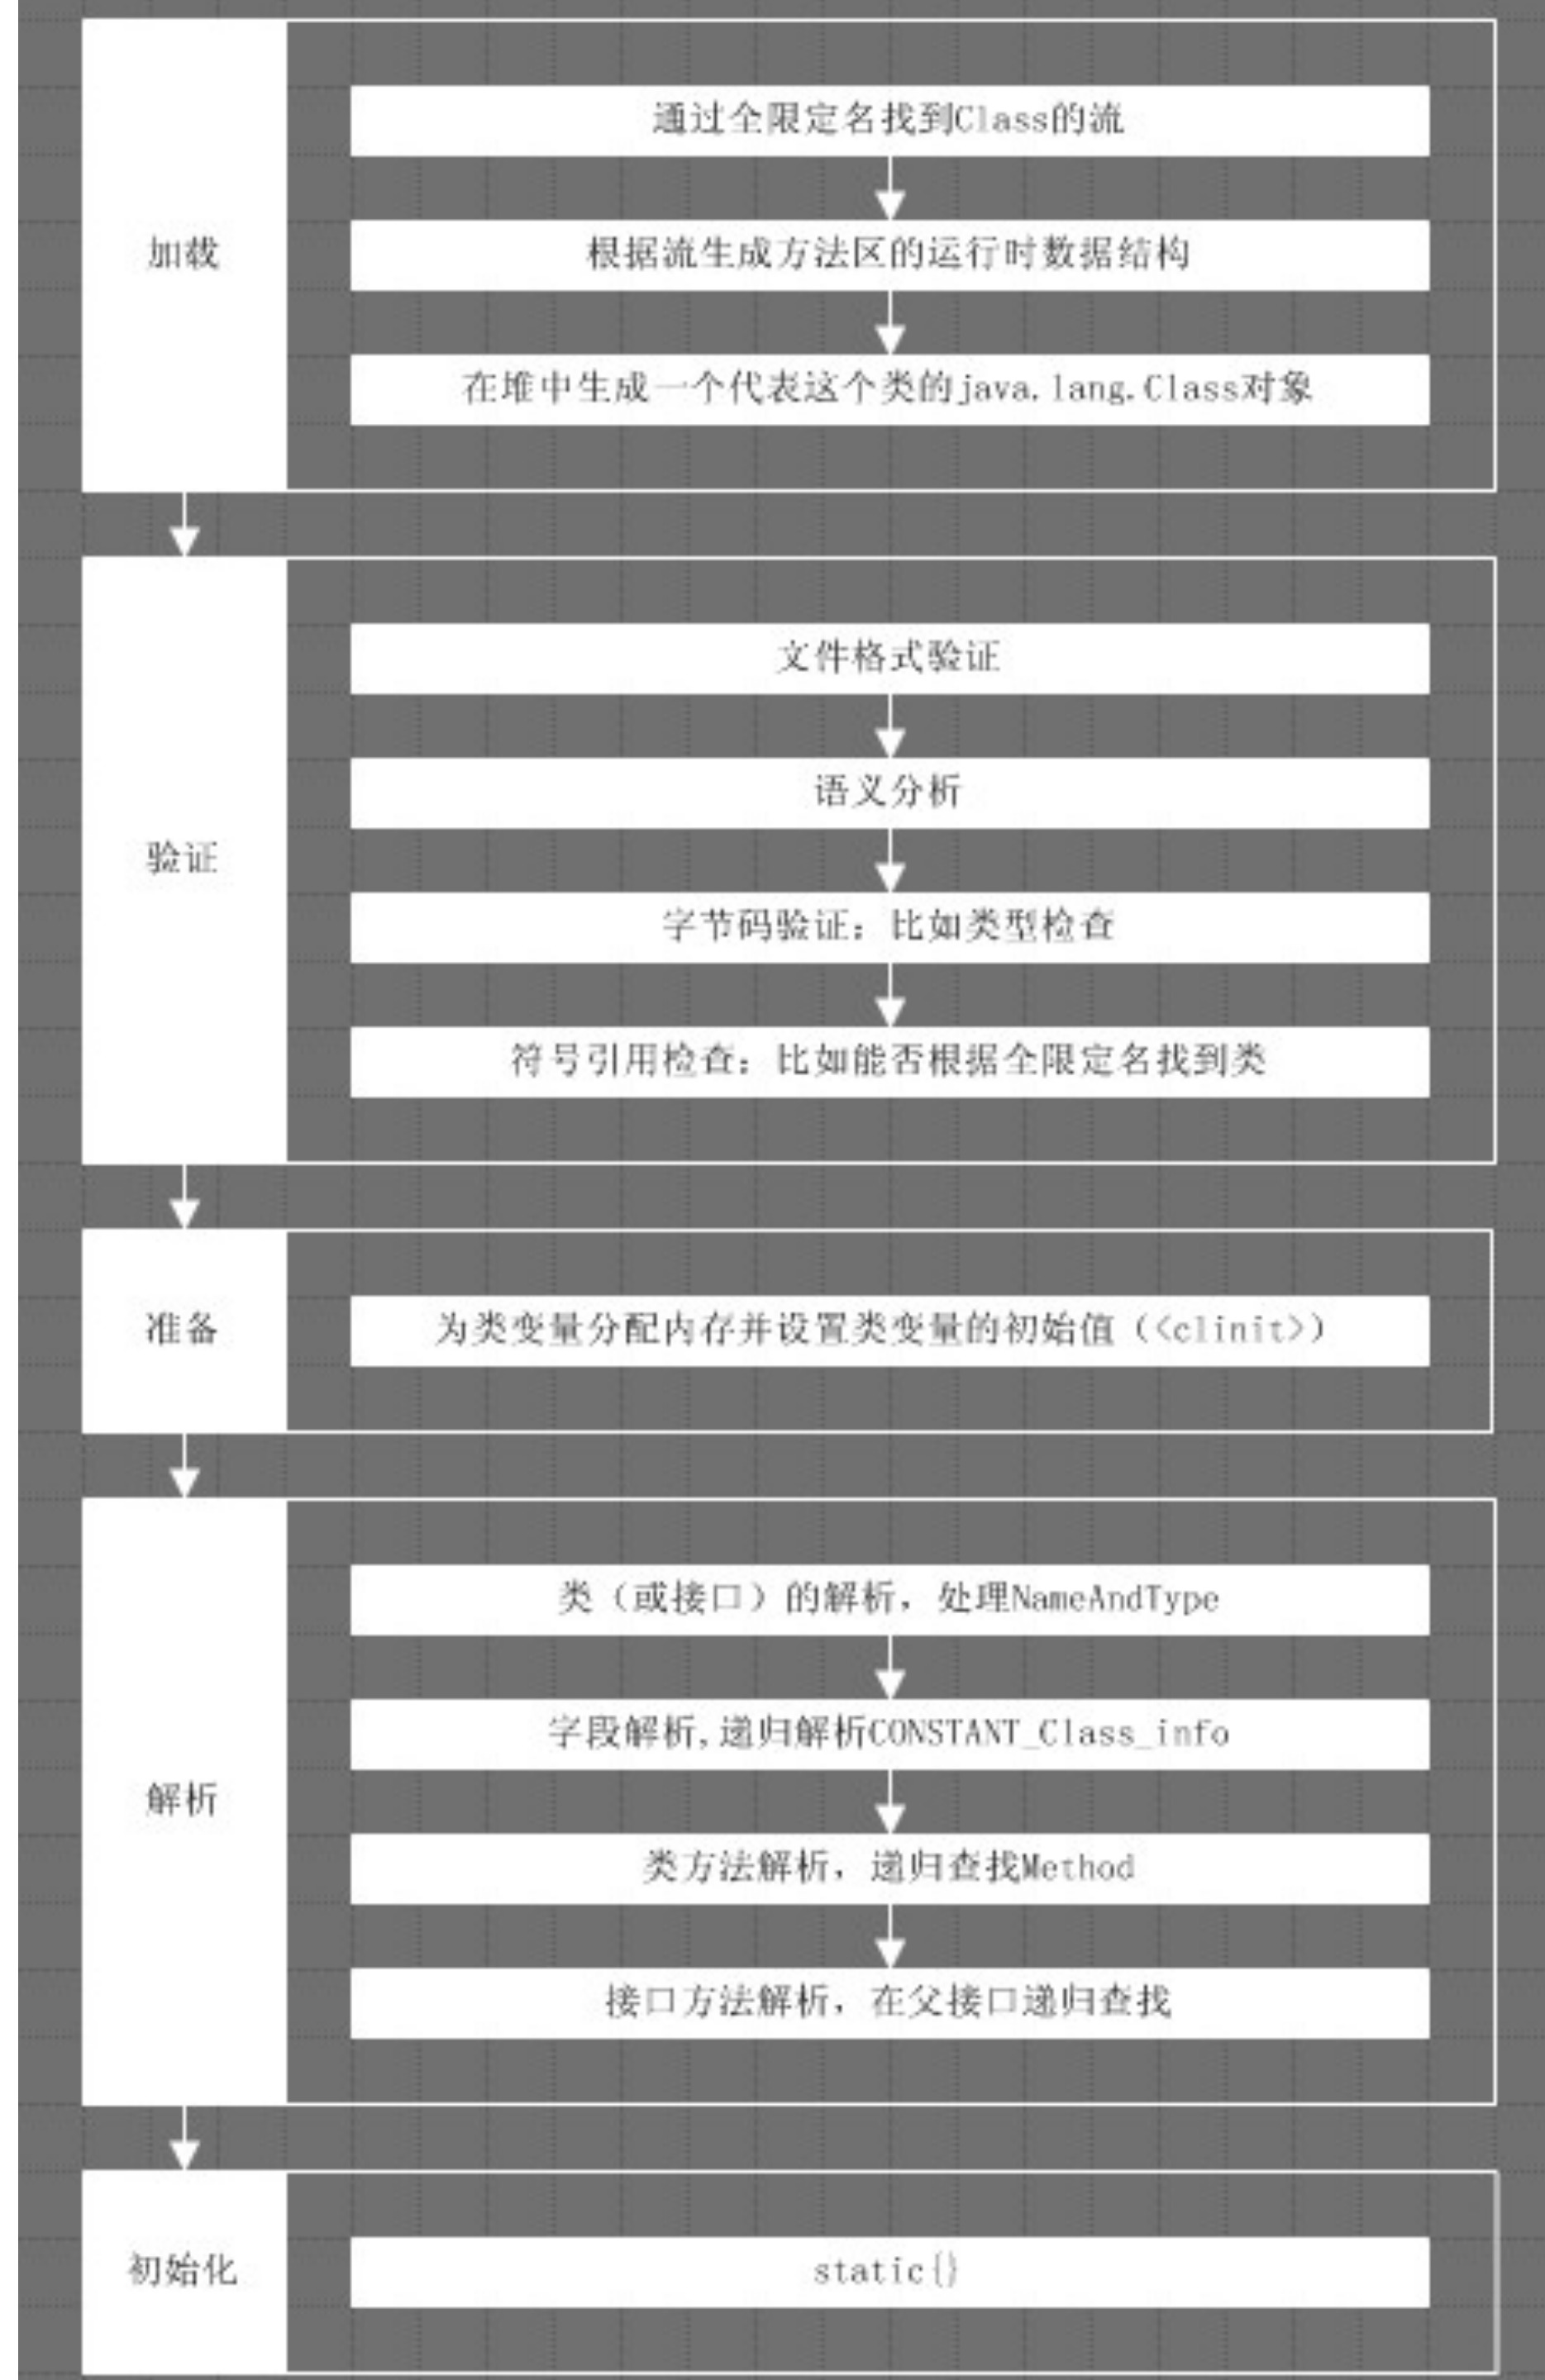 加载
通过全限定名找到Class的流
根据流生成方法区的运行时数据结构
在堆中生成一个代表这个类的java.lang.Class对象
验证
文件格式验证
语义分析
字节码验证：比如类型检查
符号引用检查：比如能否根据全限定名找到类
准备
为类变量分配内存并设置类变量的初始值（<clinit>）
解析
类（或接口）的解析，处理NameAndType
字段解析,递归解析CONSTANT_Class_info
类方法解析，递归查找Method
接口方法解析，在父接口递归查找
初始化
static{}